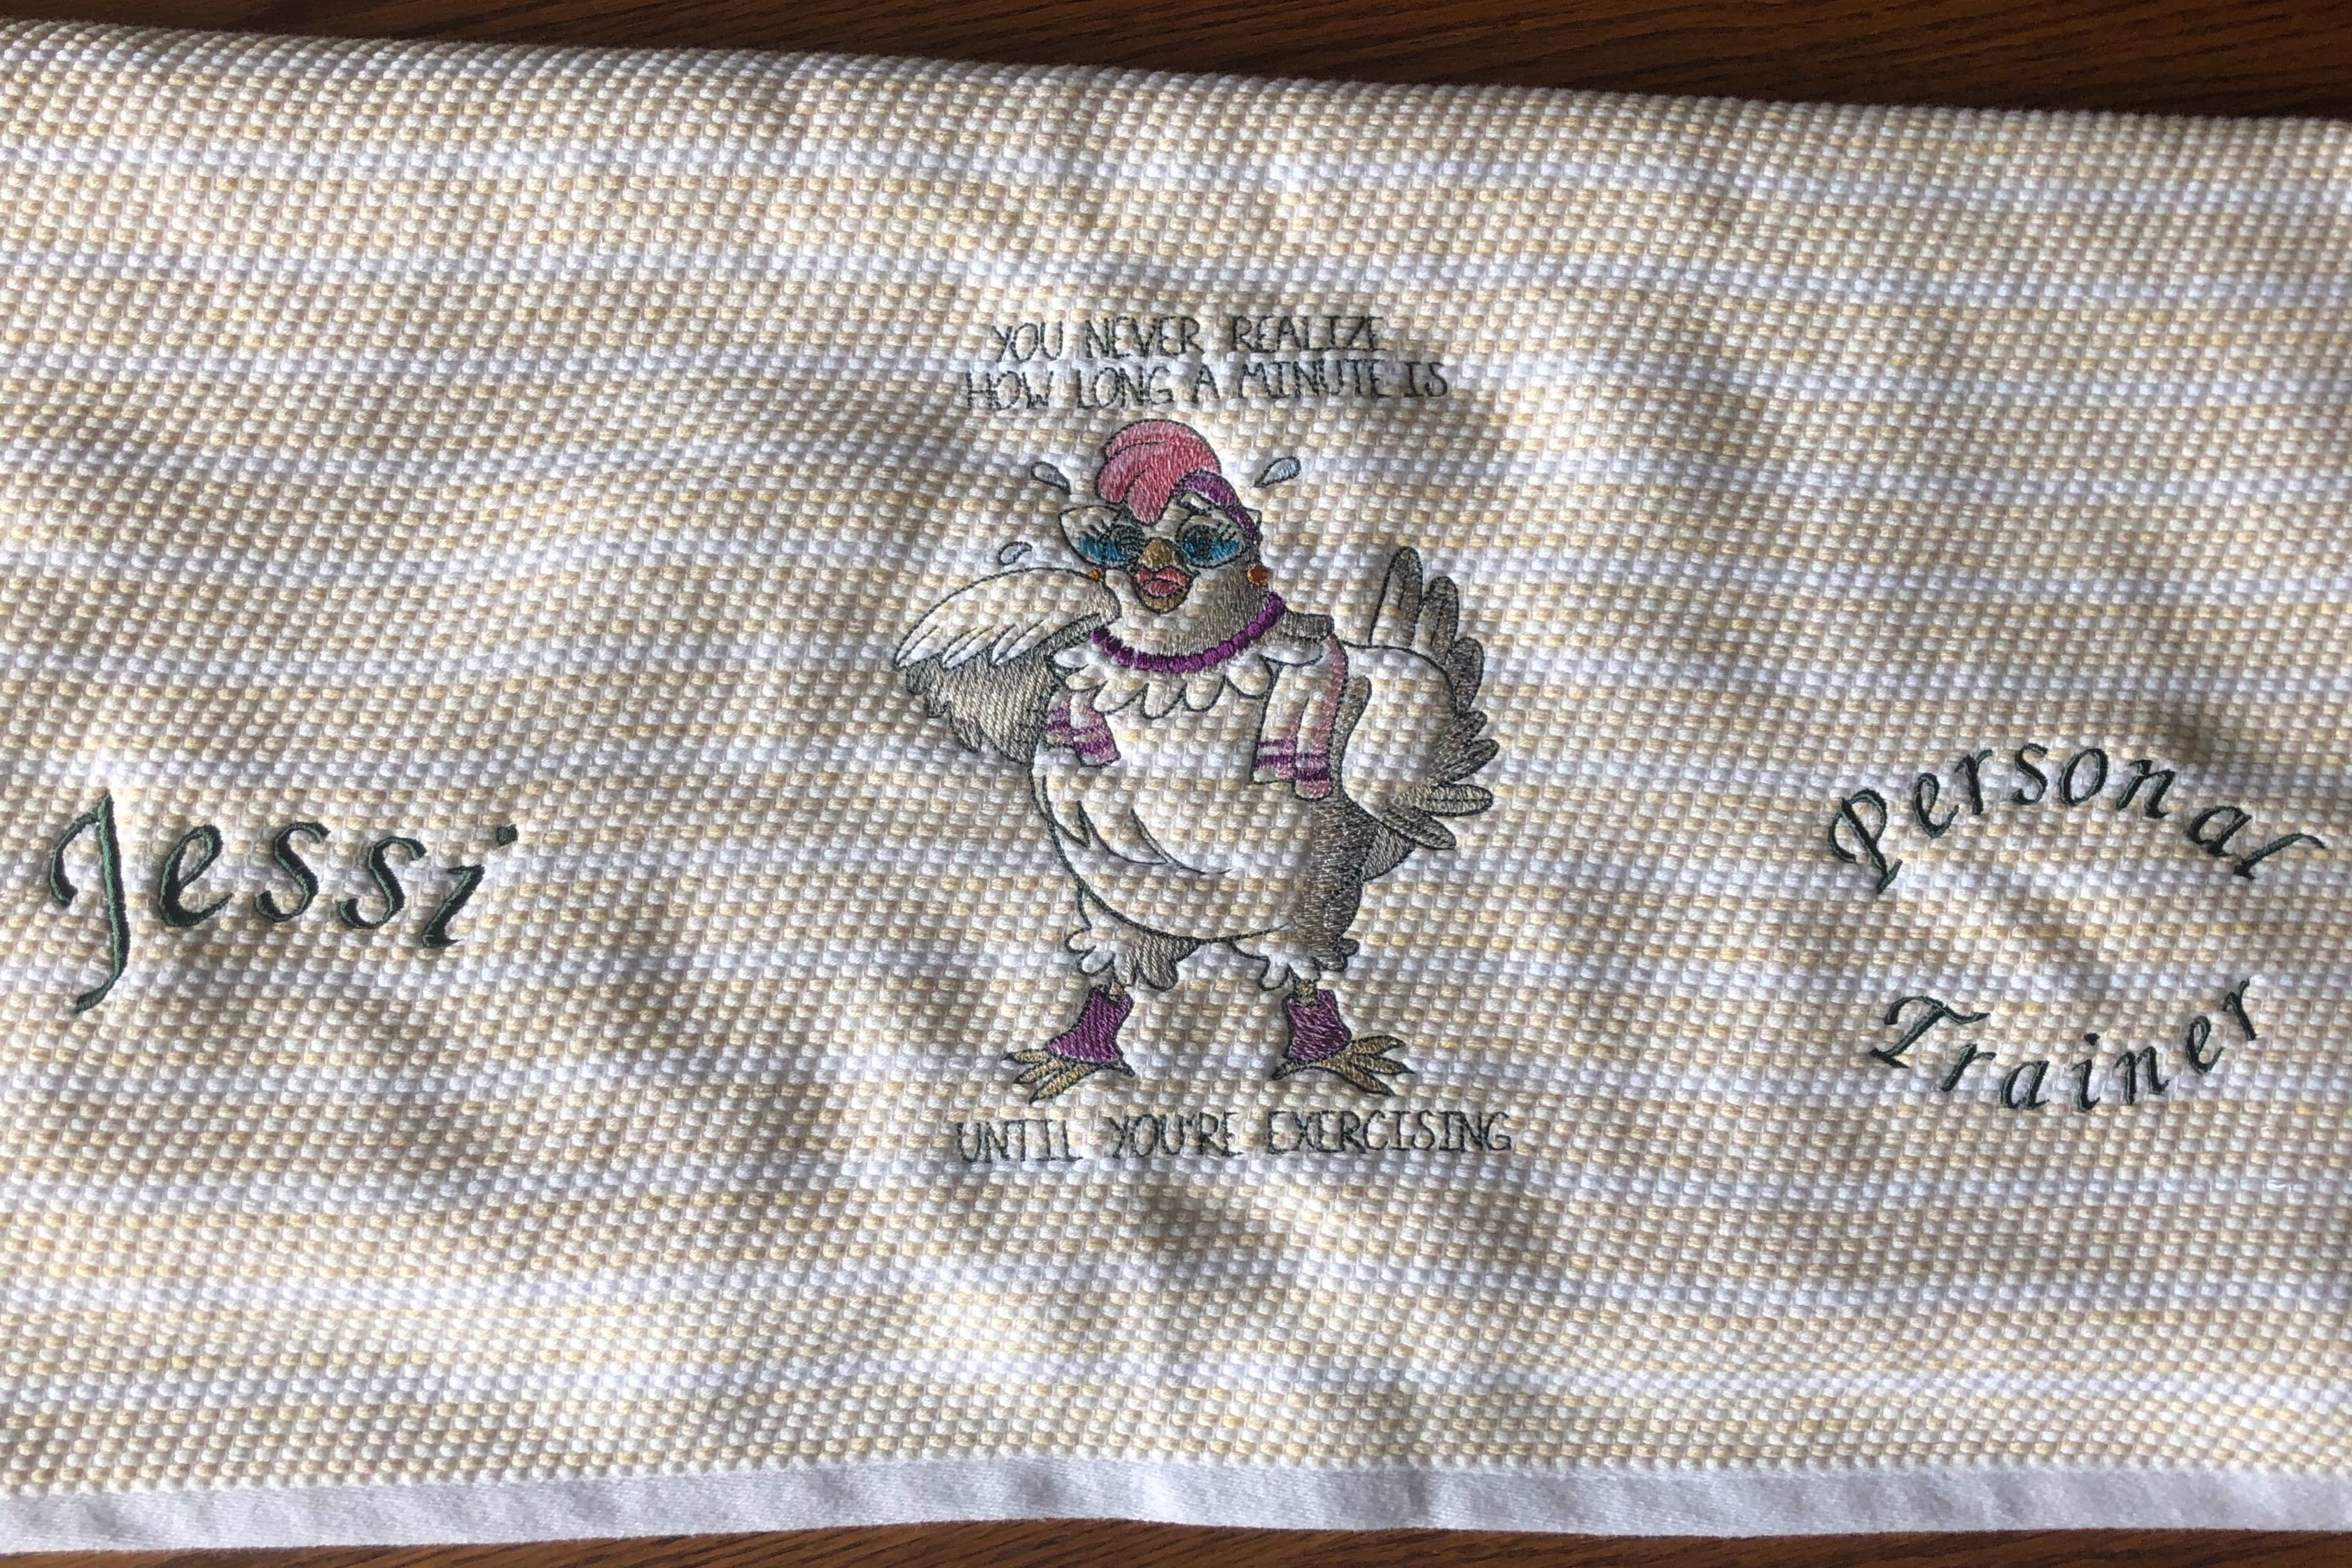 YOU NEVER REALIZE
HOW LONG A MINUTE IS
Jessi
Personal
Trainer
UNTIL YOU'RE EXERCISING